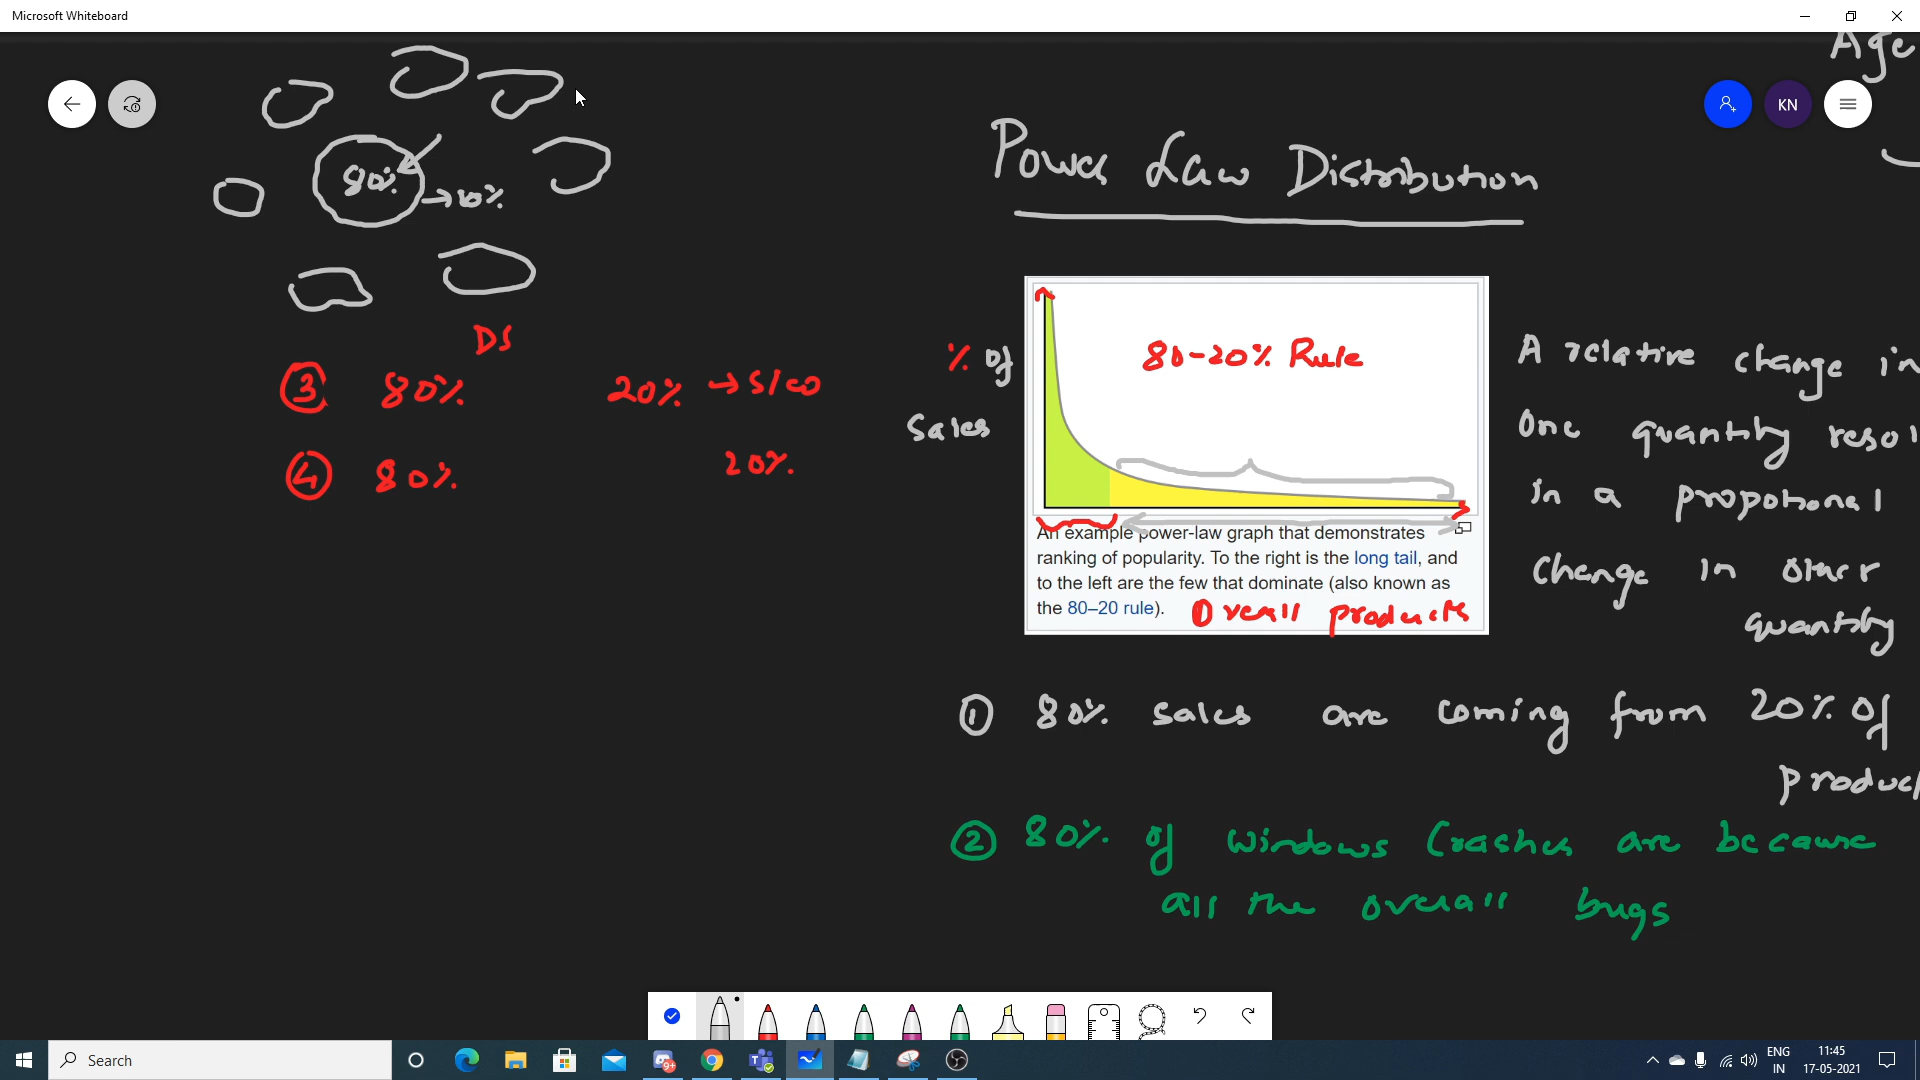 Microsoft Whiteboard
Age
KN
80%
Power Law Distribution
DS
③ 80% 20%
④ 80% 20%
% of
Sales
80-20% Rule
An example power-law graph that demonstrates
ranking of popularity. To the right is the long tail, and
to the left are the few that dominate (also known as
the 80–20 rule).
Overall products
A relative change in
One quantity resul
in a propotional
change in other
quantity
① 80% sales are coming from 20% of
product
② 80% of windows Crashes are because
all the overall bugs
Search
9+
ENG
IN
11:45
17-05-2021